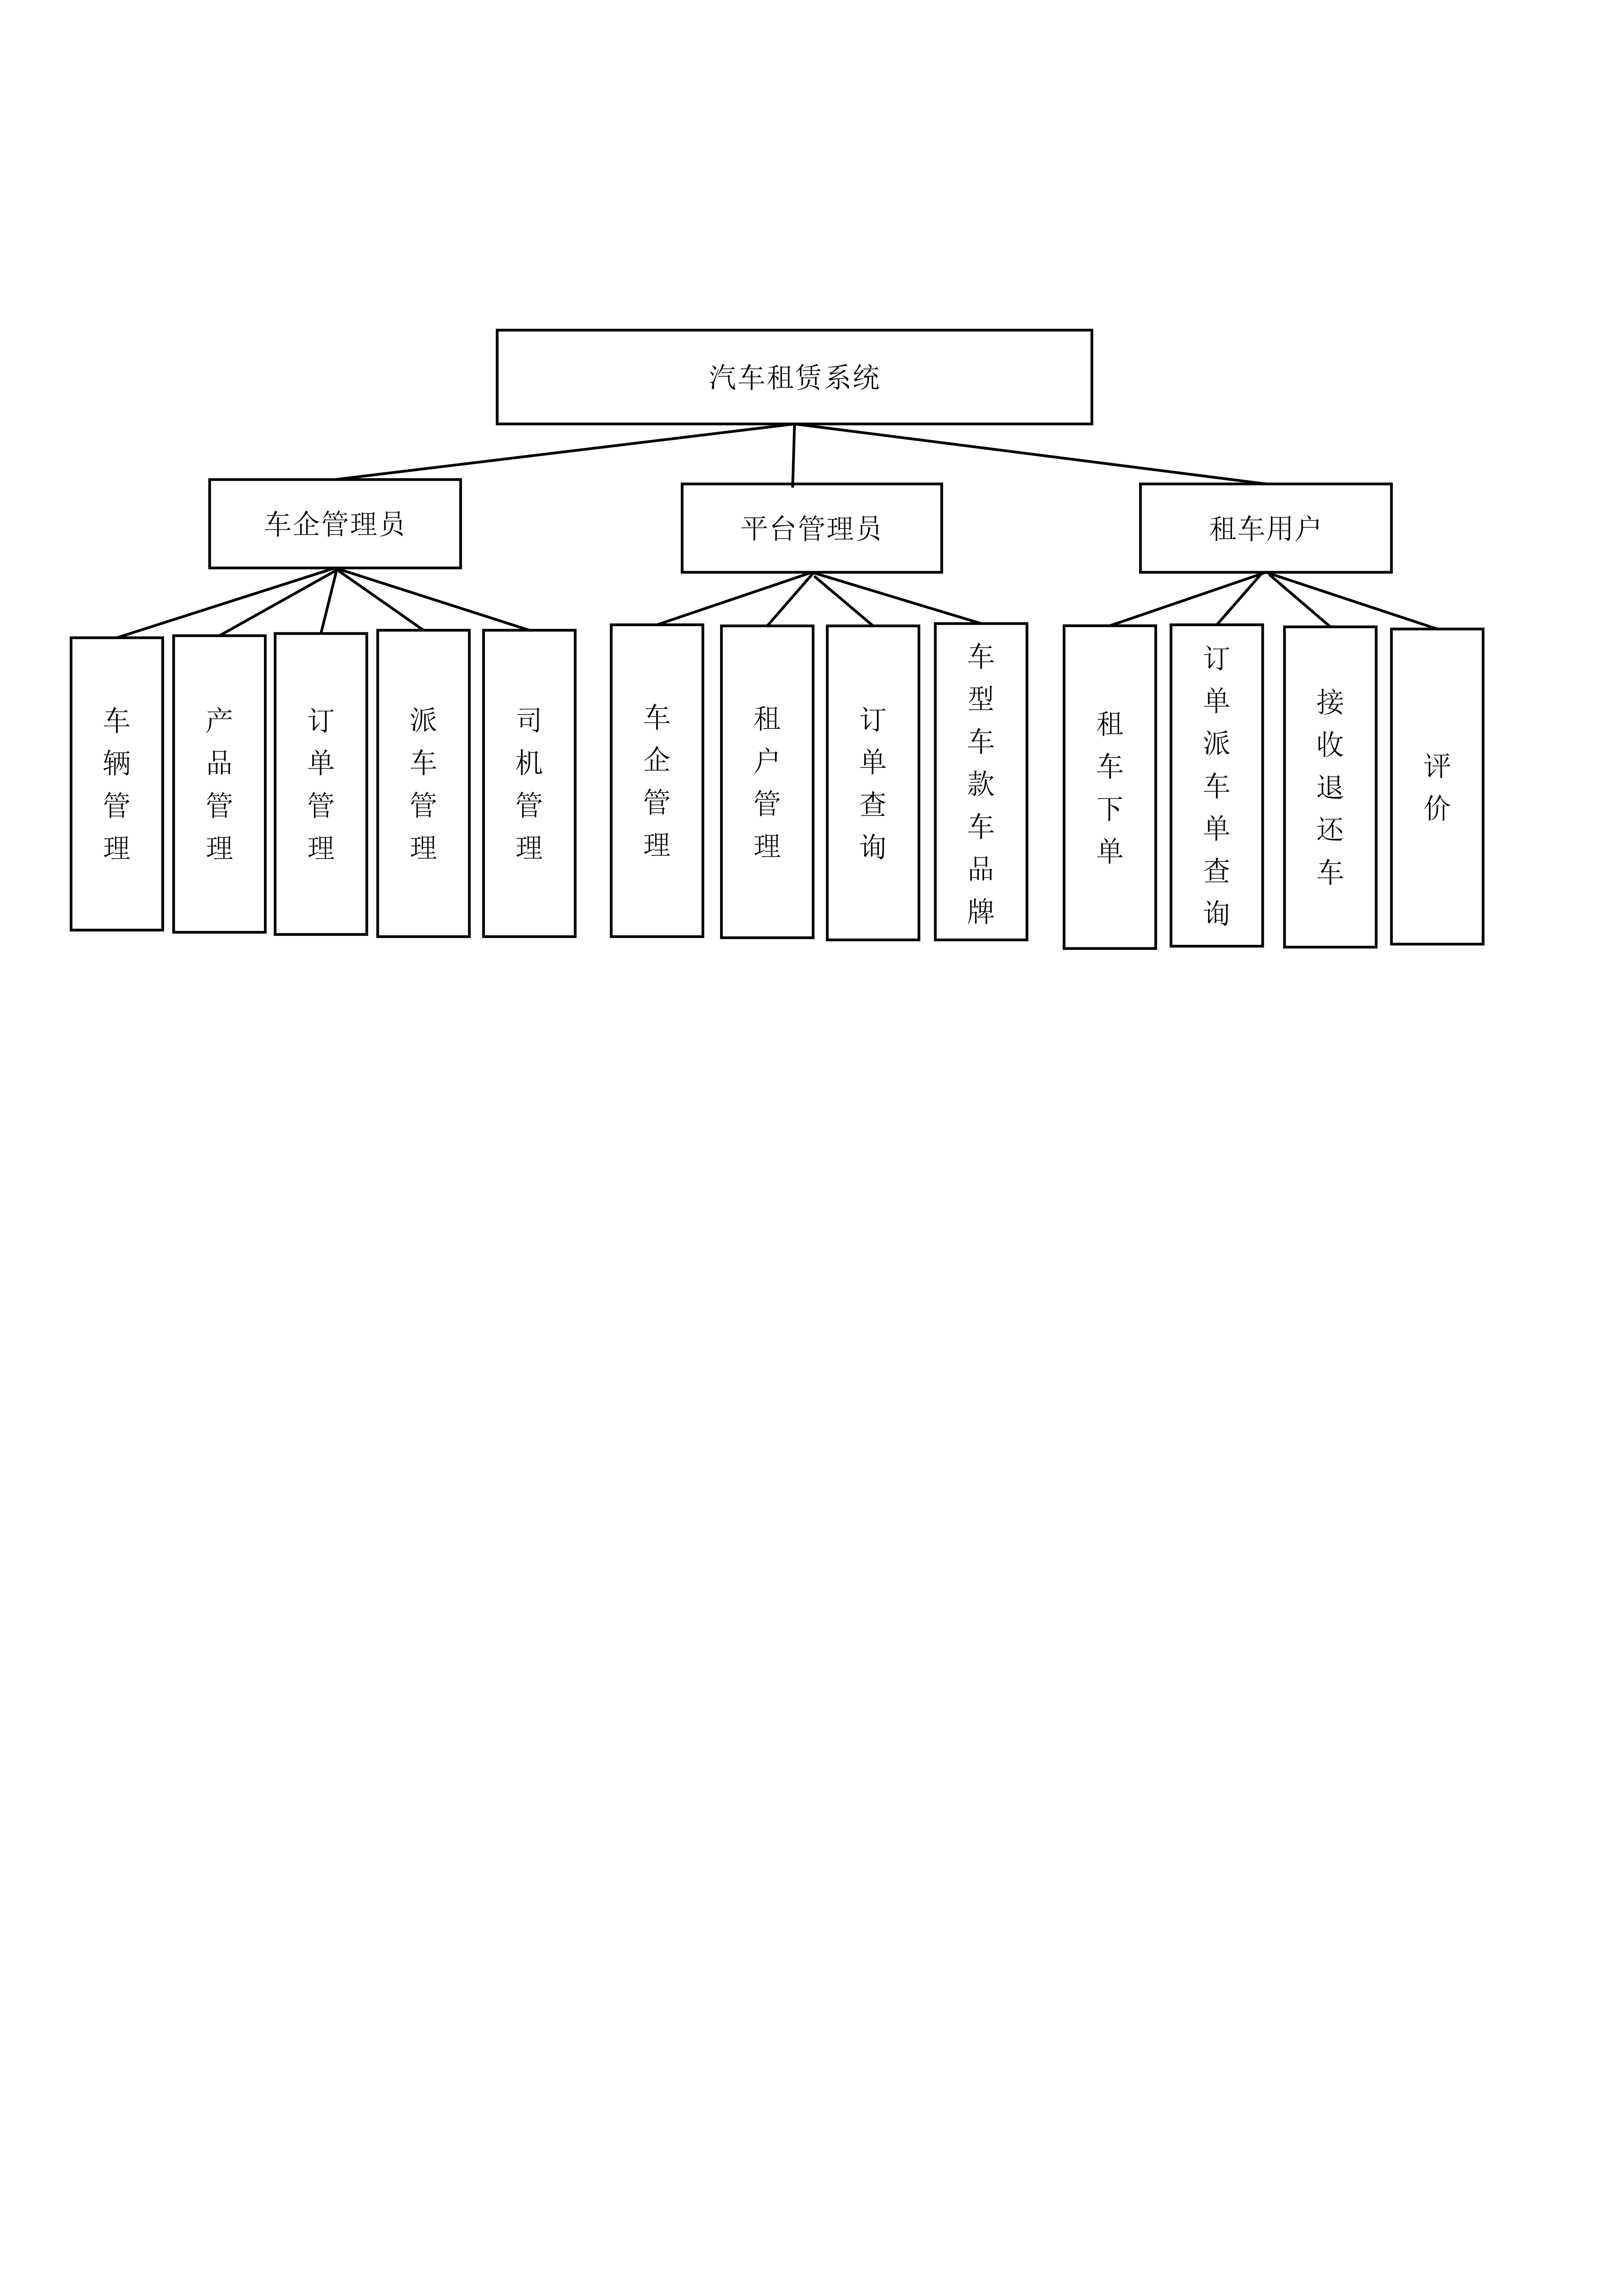 汽车租赁系统
车企管理员
平台管理员
租车用户
车辆管理
产品管理
订单管理
派车管理
司机管理
车企管理
租户管理
订单查询
车型车款车品牌
租车下单
订单派车单查询
接收退还车
评价